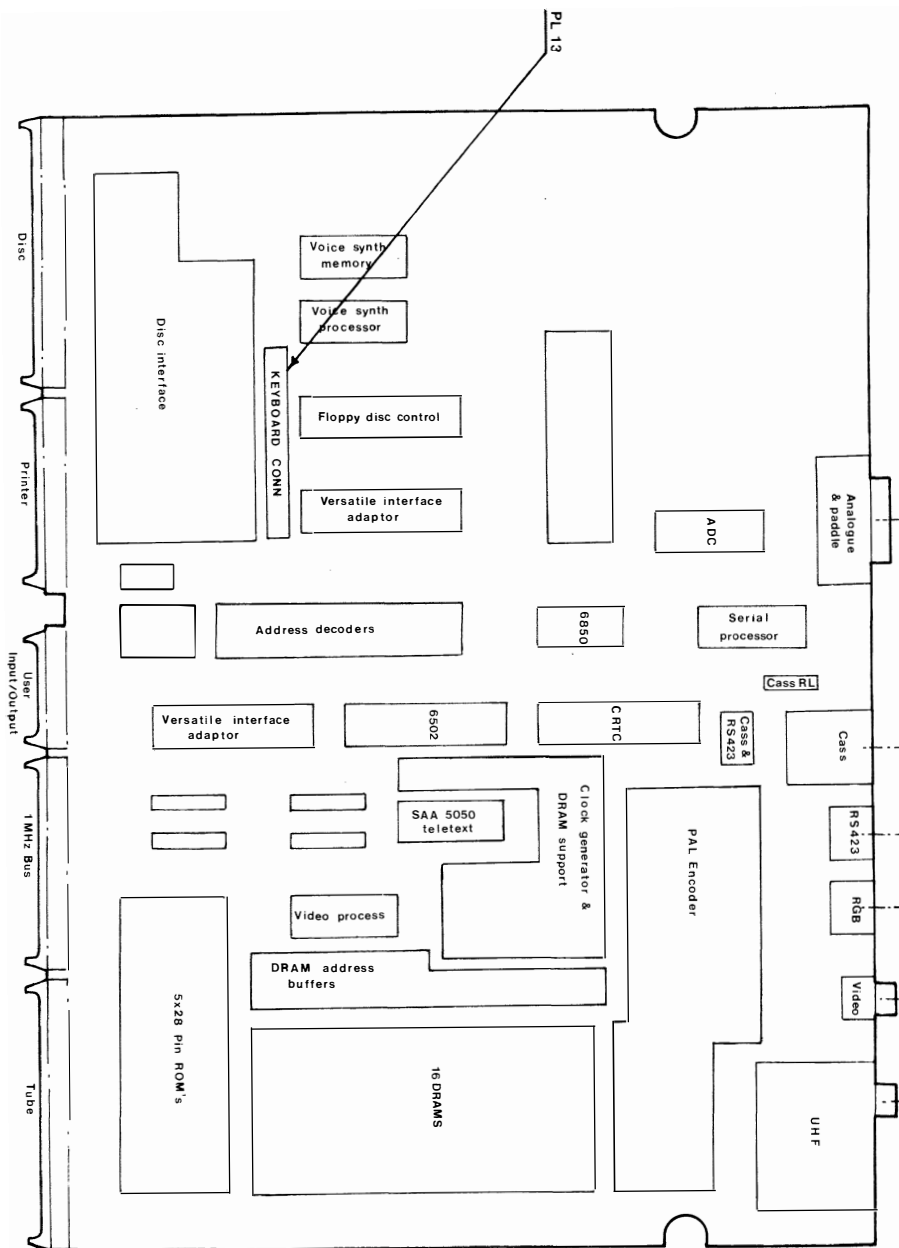 PL 13
Voice synth
memory
Voice synth
processor
Disc
Disc interface
KEYBOARD CONN
Floppy disc control
Printer
Versatile interface
adaptor
ADC
Analogue
& paddle
Address decoders
6850
Serial
processor
Cass RL
User
Input/Output
Versatile interface
adaptor
6502
CRTC
Cass &
RS423
Cass
1MHz Bus
SAA 5050
teletext
Clock generator &
DRAM support
PAL Encoder
RS423
Video process
RGB
DRAM address
buffers
Video
5x28 Pin ROM's
16 DRAMS
Tube
UHF